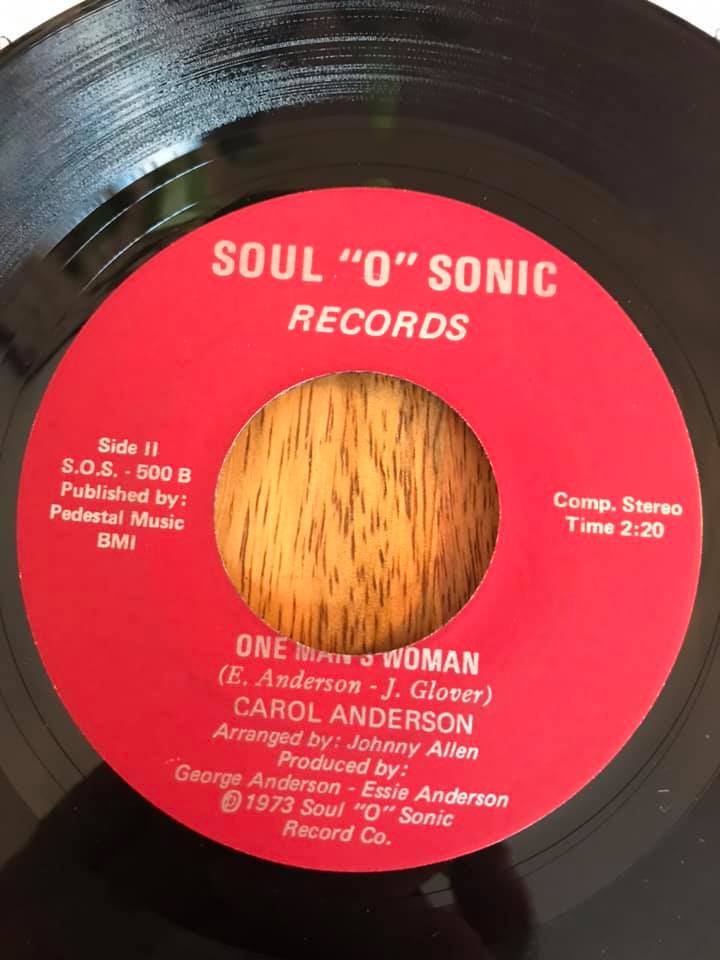 SOUL "O" SONIC
RECORDS
Side II
S.O.S. - 500 B
Published by:
Pedestal Music
BMI
Comp. Stereo
Time 2:20
ONE MAN'S WOMAN
(E. Anderson - J. Glover)
CAROL ANDERSON
Arranged by: Johnny Allen
Produced by:
George Anderson - Essie Anderson
℗ 1973 Soul "O" Sonic
Record Co.